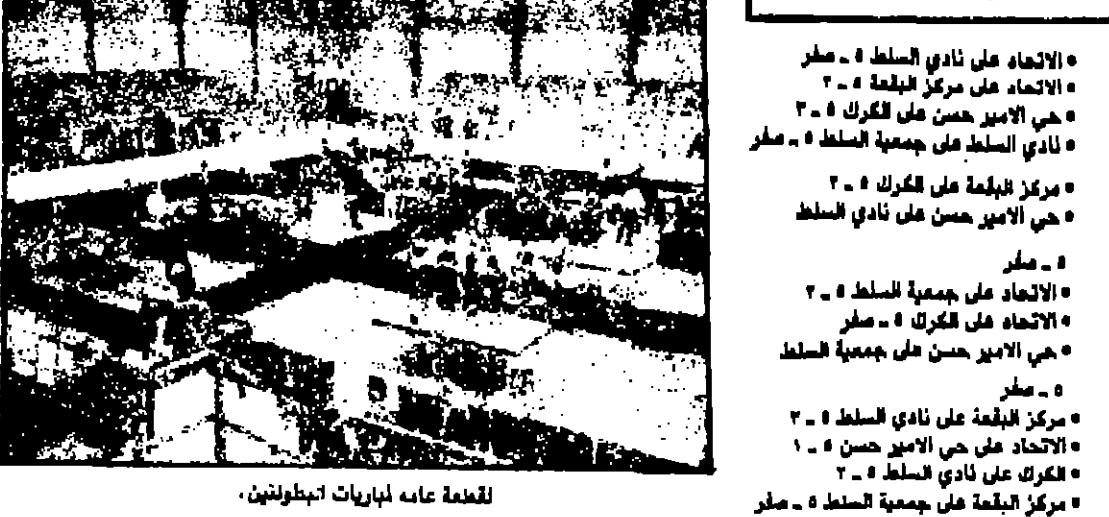 • الاتحاد على نادي السلط ٥ ـ صفر
• الاتحاد على مركز البقعة ٥ ـ ٢
• حي الامير حسن على الكرك ٥ ـ ٣
• نادي السلط على جمعية السلط ٥ ـ صفر
• مركز البقعة على الكرك ٥ ـ ٢
• حي الامير حسن على نادي السلط
٥ ـ صفر
• الاتحاد على جمعية السلط ٥ ـ ٢
• الاتحاد على الكرك ٥ ـ صفر
• حي الامير حسن على جمعية السلط
٥ ـ صفر
• مركز البقعة على نادي السلط ٥ ـ ٣
• الاتحاد على حي الامير حسن ٥ ـ ١
• الكرك على نادي السلط ٥ ـ ٢
• مركز البقعة على جمعية السلط ٥ ـ صفر
لقطعة عامه لمباريات البطولتين.